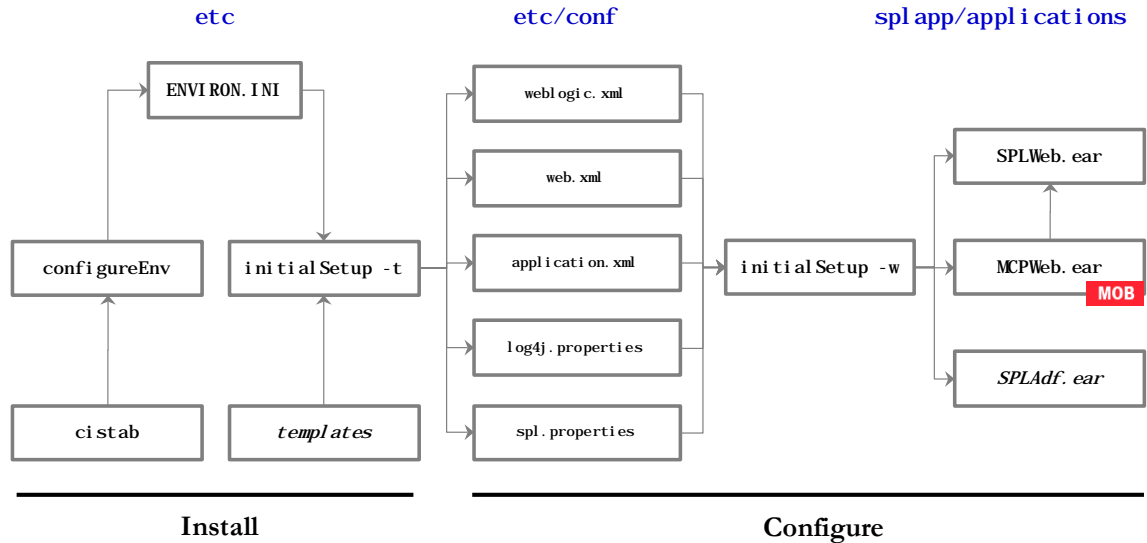 etc
etc/conf
splapp/applications
ENVIRON.INI
configureEnv
cistab
initialSetup -t
templates
weblogic.xml
web.xml
application.xml
log4j.properties
spl.properties
initialSetup -w
SPLWeb.ear
MCPWeb.ear
MOB
SPLAdf.ear
Install
Configure